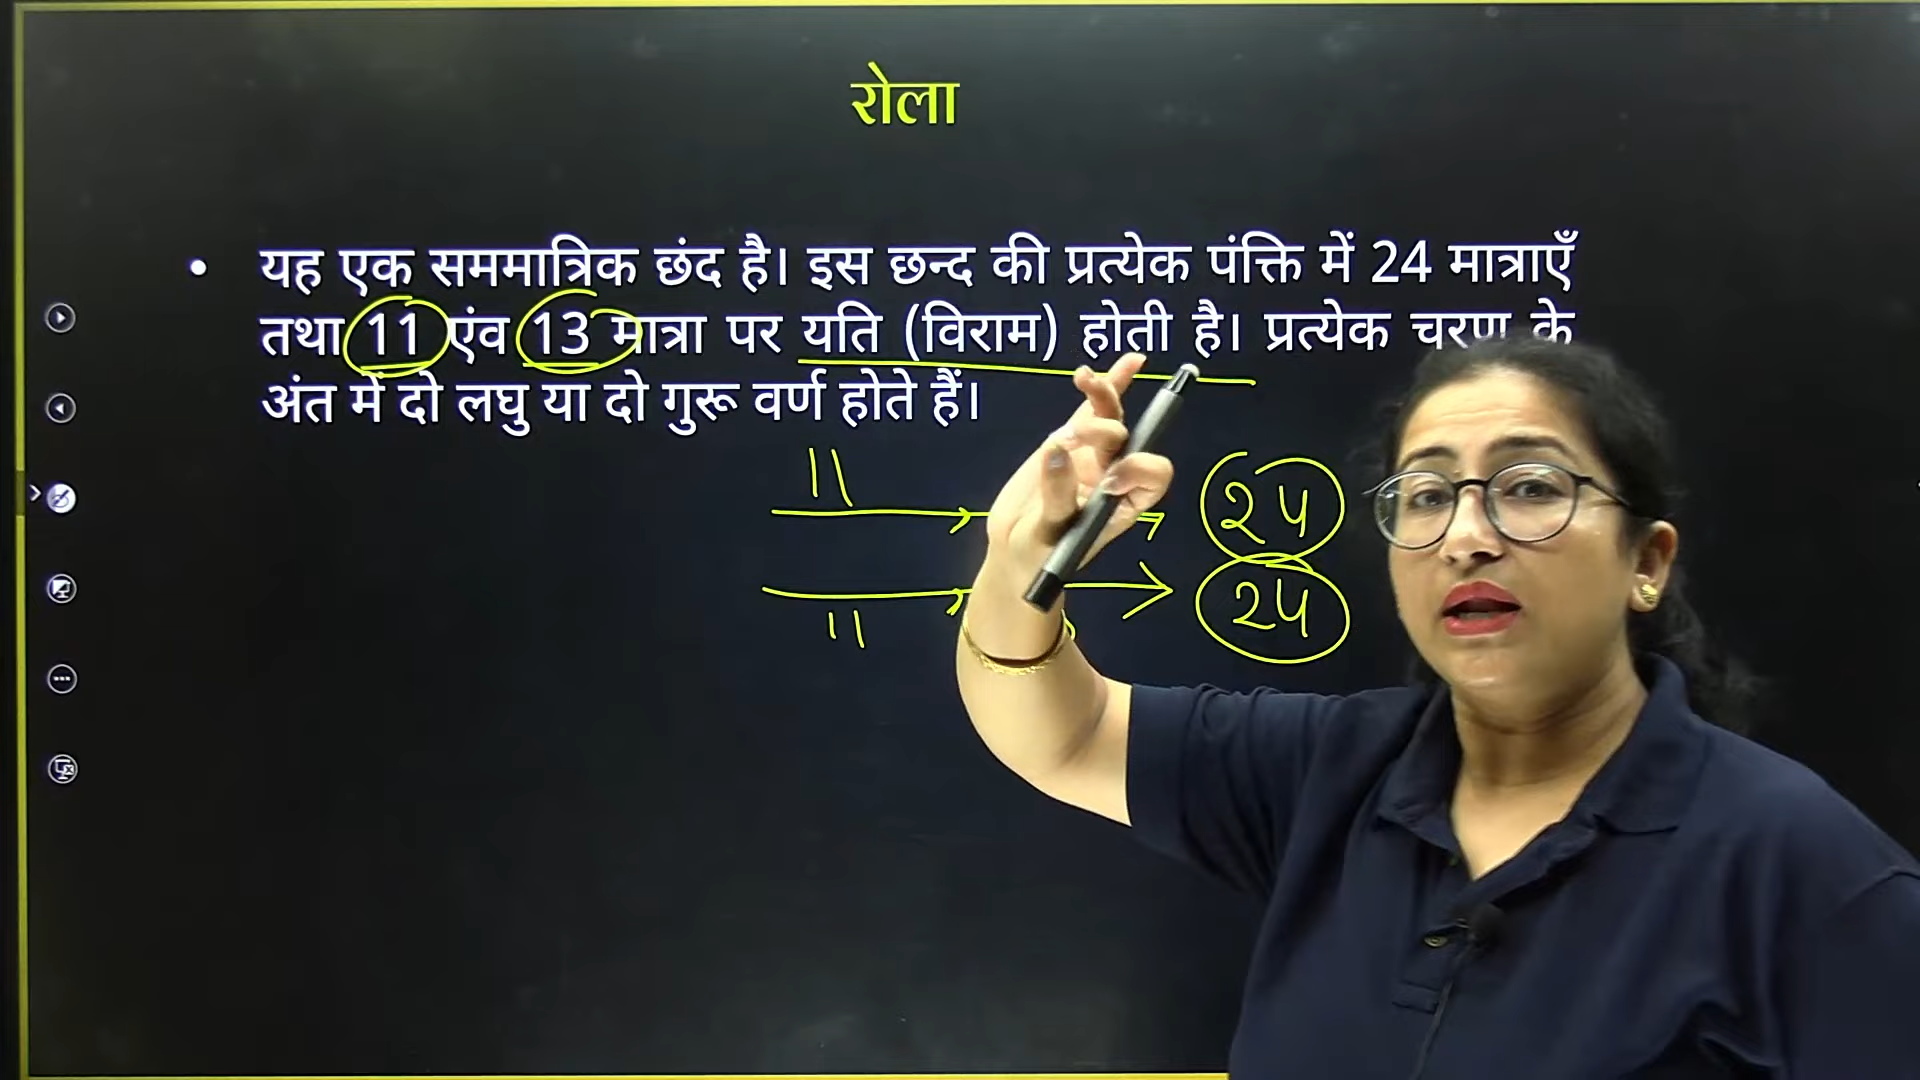 रोला
• यह एक सममात्रिक छंद है। इस छन्द की प्रत्येक पंक्ति में 24 मात्राएँ
तथा 11 एंव 13 मात्रा पर यति (विराम) होती है। प्रत्येक चरण के
अंत में दो लघु या दो गुरू वर्ण होते हैं।
11 24
24
11